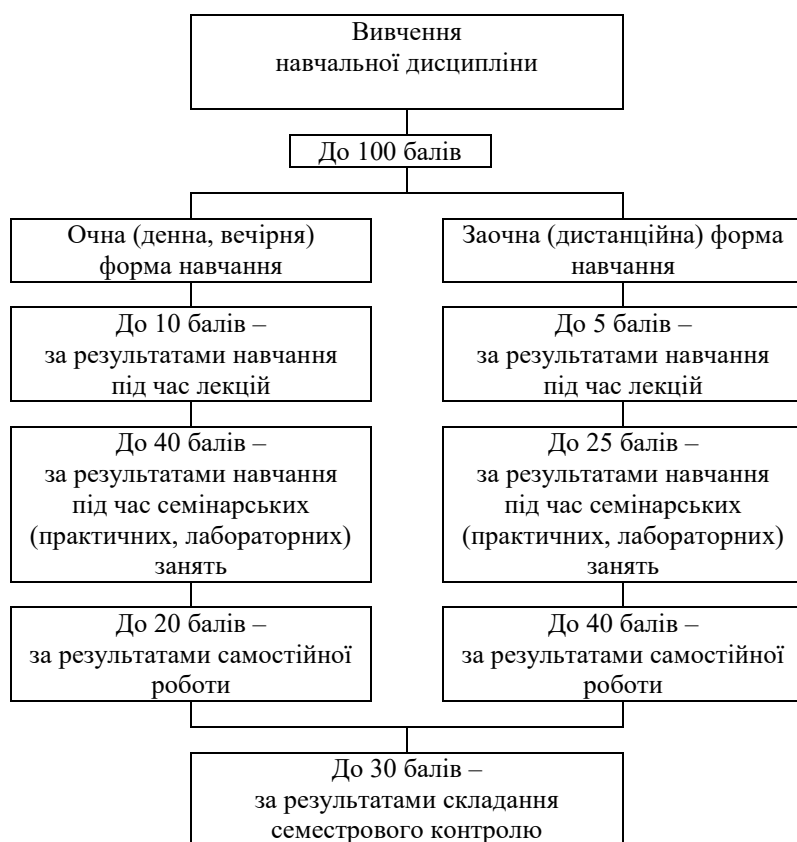 Вивчення
навчальної дисципліни
До 100 балів
Очна (денна, вечірня)
форма навчання
Заочна (дистанційна) форма
навчання
До 10 балів –
за результатами навчання
під час лекцій
До 5 балів –
за результатами навчання
під час лекцій
До 40 балів –
за результатами навчання
під час семінарських
(практичних, лабораторних)
занять
До 25 балів –
за результатами навчання
під час семінарських
(практичних, лабораторних)
занять
До 20 балів –
за результатами самостійної
роботи
До 40 балів –
за результатами самостійної
роботи
До 30 балів –
за результатами складання
семестрового контролю